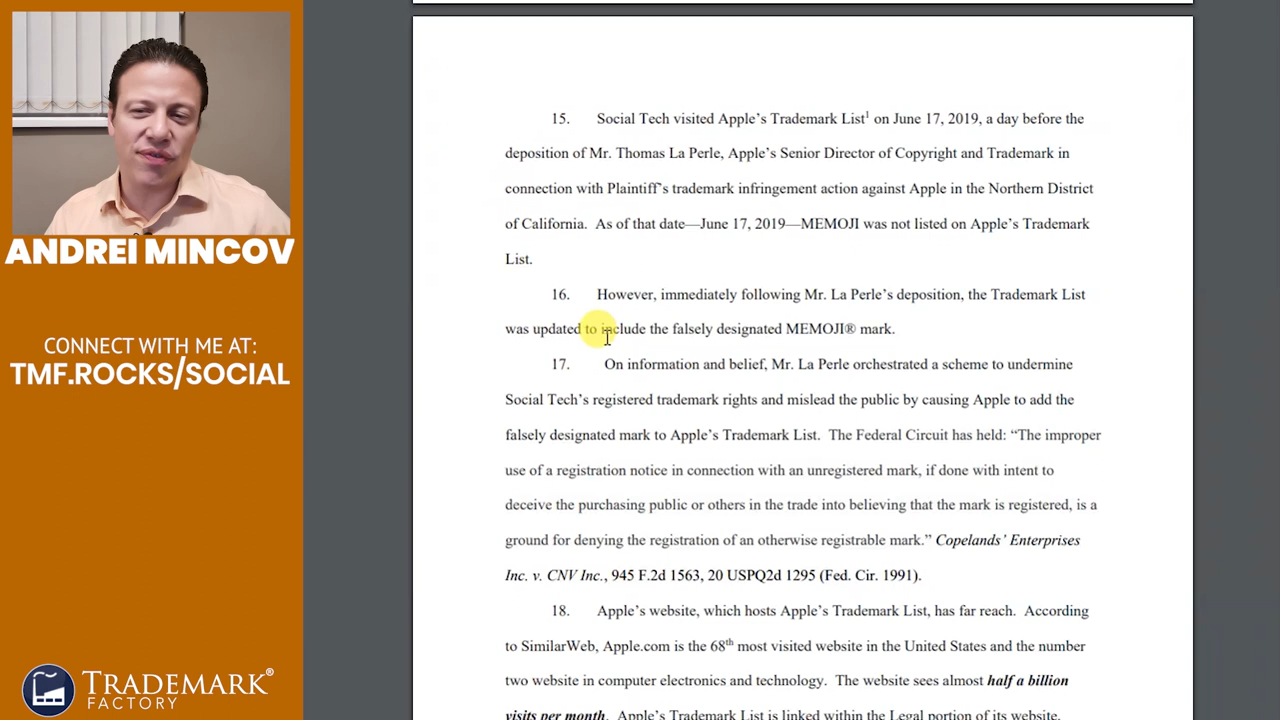 ANDREI MINCOV
CONNECT WITH ME AT:
TMF.ROCKS/SOCIAL
TRADEMARK®
FACTORY
15. Social Tech visited Apple’s Trademark List1 on June 17, 2019, a day before the
deposition of Mr. Thomas La Perle, Apple’s Senior Director of Copyright and Trademark in
connection with Plaintiff’s trademark infringement action against Apple in the Northern District
of California. As of that date—June 17, 2019—MEMOJI was not listed on Apple’s Trademark
List.
16. However, immediately following Mr. La Perle’s deposition, the Trademark List
was updated to include the falsely designated MEMOJI® mark.
17. On information and belief, Mr. La Perle orchestrated a scheme to undermine
Social Tech’s registered trademark rights and mislead the public by causing Apple to add the
falsely designated mark to Apple’s Trademark List. The Federal Circuit has held: “The improper
use of a registration notice in connection with an unregistered mark, if done with intent to
deceive the purchasing public or others in the trade into believing that the mark is registered, is a
ground for denying the registration of an otherwise registrable mark.” Copelands’ Enterprises
Inc. v. CNV Inc., 945 F.2d 1563, 20 USPQ2d 1295 (Fed. Cir. 1991).
18. Apple’s website, which hosts Apple’s Trademark List, has far reach. According
to SimilarWeb, Apple.com is the 68th most visited website in the United States and the number
two website in computer electronics and technology. The website sees almost half a billion
visits per month. Apple’s Trademark List is linked within the Legal portion of its website,